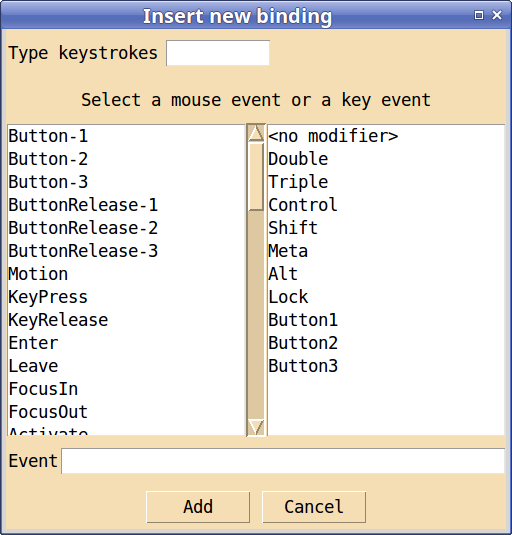 Insert new binding
Type keystrokes
Select a mouse event or a key event
Button-1
Button-2
Button-3
ButtonRelease-1
ButtonRelease-2
ButtonRelease-3
Motion
KeyPress
KeyRelease
Enter
Leave
FocusIn
FocusOut
Activate
<no modifier>
Double
Triple
Control
Shift
Meta
Alt
Lock
Button1
Button2
Button3
Event
Add
Cancel